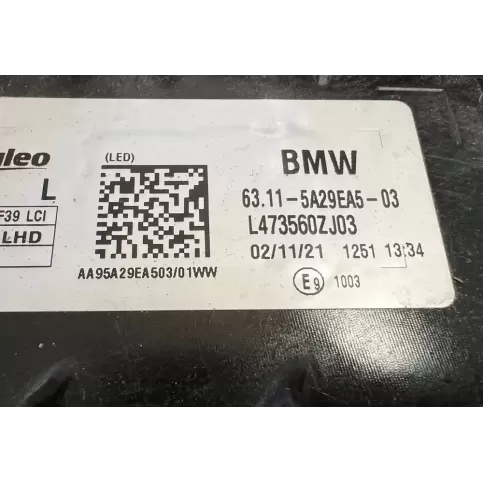 aleo
(LED)
BMW
L
63.11-5A29EA5-03
F39 LCI
L473560ZJ03
LHD
02/11/21 1251 13:34
AA95A29EA503/01WW
E9 1003